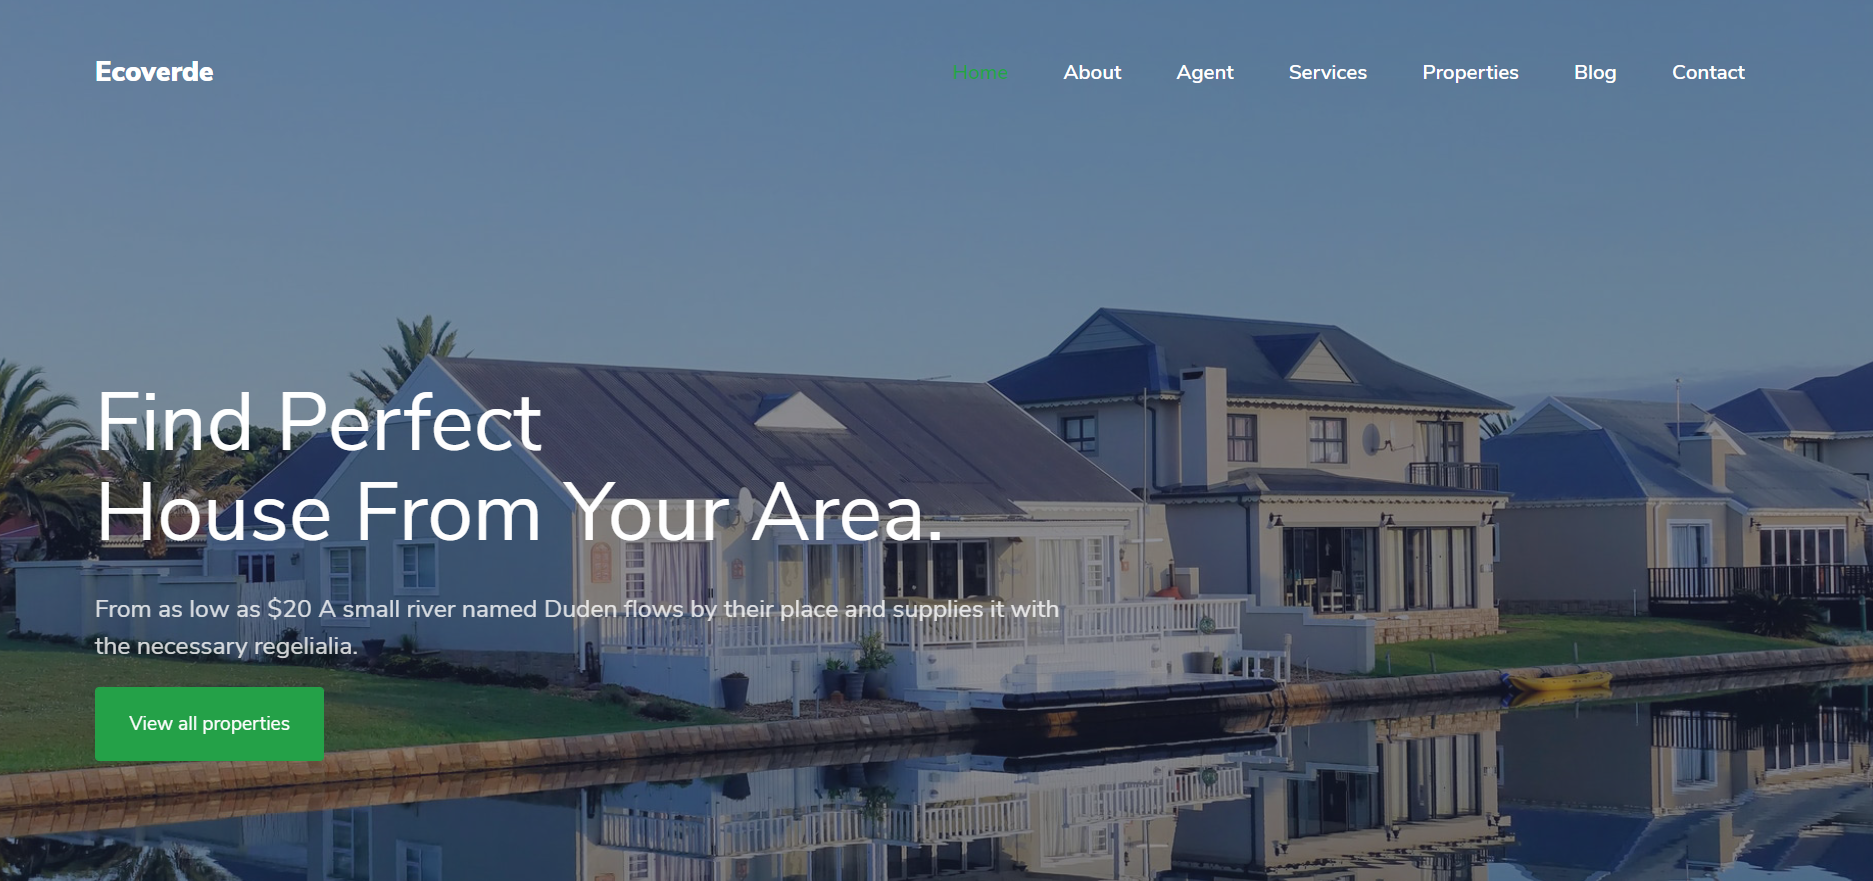 Ecoverde
Home About Agent Services Properties Blog Contact
Find Perfect
House From Your Area.
From as low as $20 A small river named Duden flows by their place and supplies it with
the necessary regelialia.
View all properties